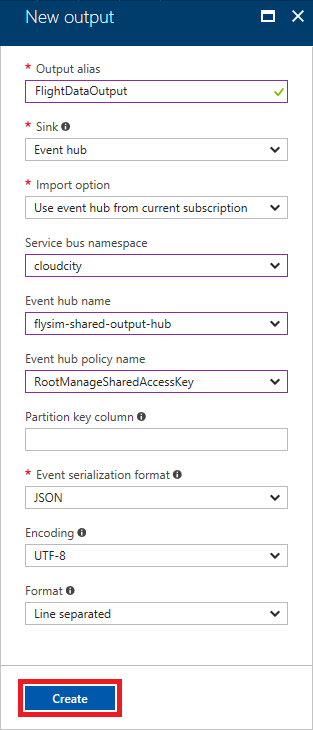 New output
* Output alias
FlightDataOutput
* Sink
Event hub
* Import option
Use event hub from current subscription
Service bus namespace
cloudcity
Event hub name
flysim-shared-output-hub
Event hub policy name
RootManageSharedAccessKey
Partition key column
* Event serialization format
JSON
Encoding
UTF-8
Format
Line separated
Create